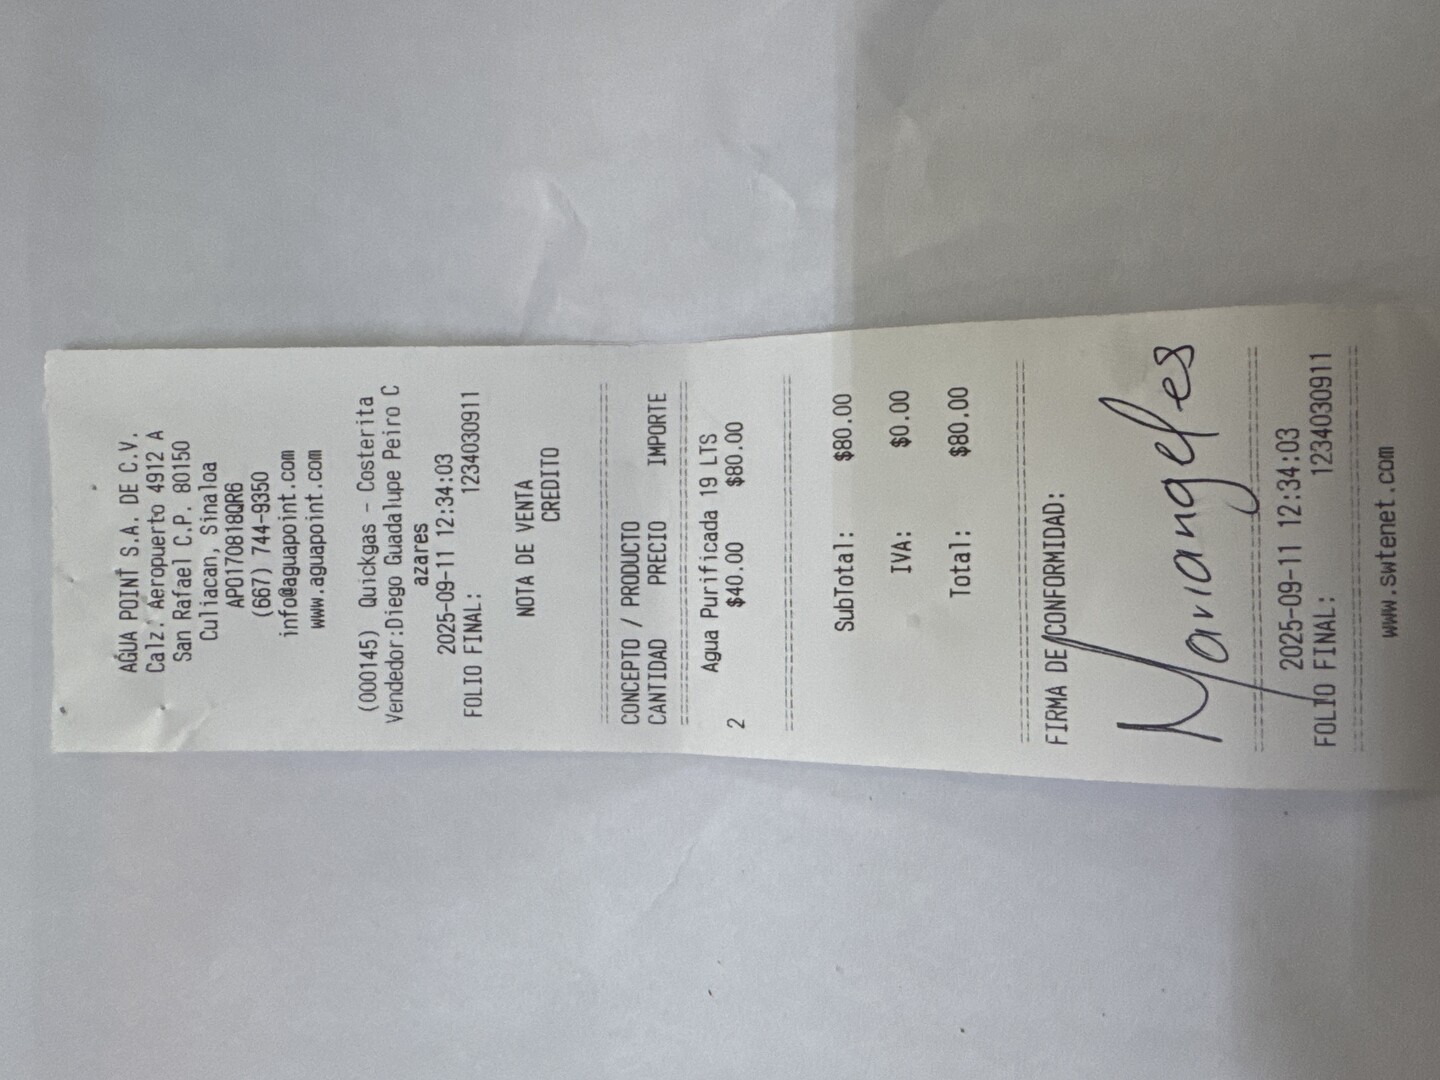 AGUA POINT S.A. DE C.V.
Calz. Aeropuerto 4912 A
San Rafael C.P. 80150
Culiacan, Sinaloa
APO170818QR6
(667) 744-9350
info@aguapoint.com
www.aguapoint.com
(000145) Quickgas - Costerita
Vendedor:Diego Guadalupe Peiro C
azares
2025-09-11 12:34:03
FOLIO FINAL: 1234030911
NOTA DE VENTA
CREDITO
================================
CONCEPTO / PRODUCTO
CANTIDAD PRECIO IMPORTE
================================
Agua Purificada 19 LTS
2 $40.00 $80.00
================================
SubTotal: $80.00
IVA: $0.00
Total: $80.00
================================
FIRMA DE CONFORMIDAD:
Mariangeles
================================
2025-09-11 12:34:03
FOLIO FINAL: 1234030911
================================
www.swtenet.com